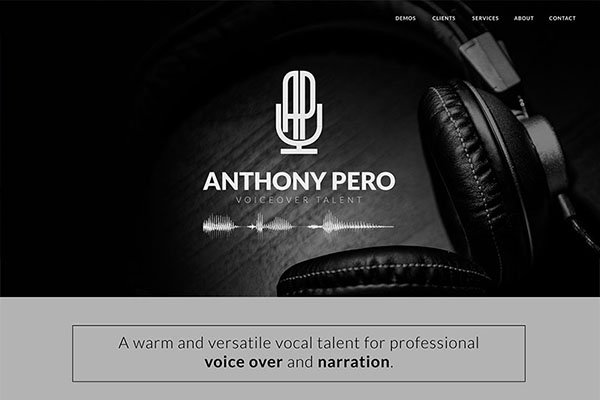 DEMOS CLIENTS SERVICES ABOUT CONTACT
AP
ANTHONY PERO
VOICEOVER TALENT
A warm and versatile vocal talent for professional
voice over and narration.